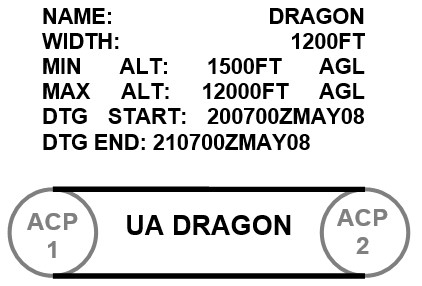 NAME: DRAGON
WIDTH: 1200FT
MIN ALT: 1500FT AGL
MAX ALT: 12000FT AGL
DTG START: 200700ZMAY08
DTG END: 210700ZMAY08
ACP 1
UA DRAGON
ACP 2